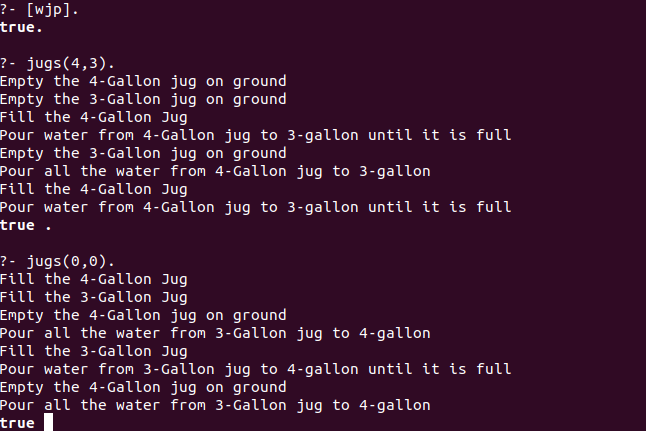 ?- [wjp].
true.
?- jugs(4,3).
Empty the 4-Gallon jug on ground
Empty the 3-Gallon jug on ground
Fill the 4-Gallon Jug
Pour water from 4-Gallon jug to 3-gallon until it is full
Empty the 3-Gallon jug on ground
Pour all the water from 4-Gallon jug to 3-gallon
Fill the 4-Gallon Jug
Pour water from 4-Gallon jug to 3-gallon until it is full
true .
?- jugs(0,0).
Fill the 4-Gallon Jug
Fill the 3-Gallon Jug
Empty the 4-Gallon jug on ground
Pour all the water from 3-Gallon jug to 4-gallon
Fill the 3-Gallon Jug
Pour water from 3-Gallon jug to 4-gallon until it is full
Empty the 4-Gallon jug on ground
Pour all the water from 3-Gallon jug to 4-gallon
true